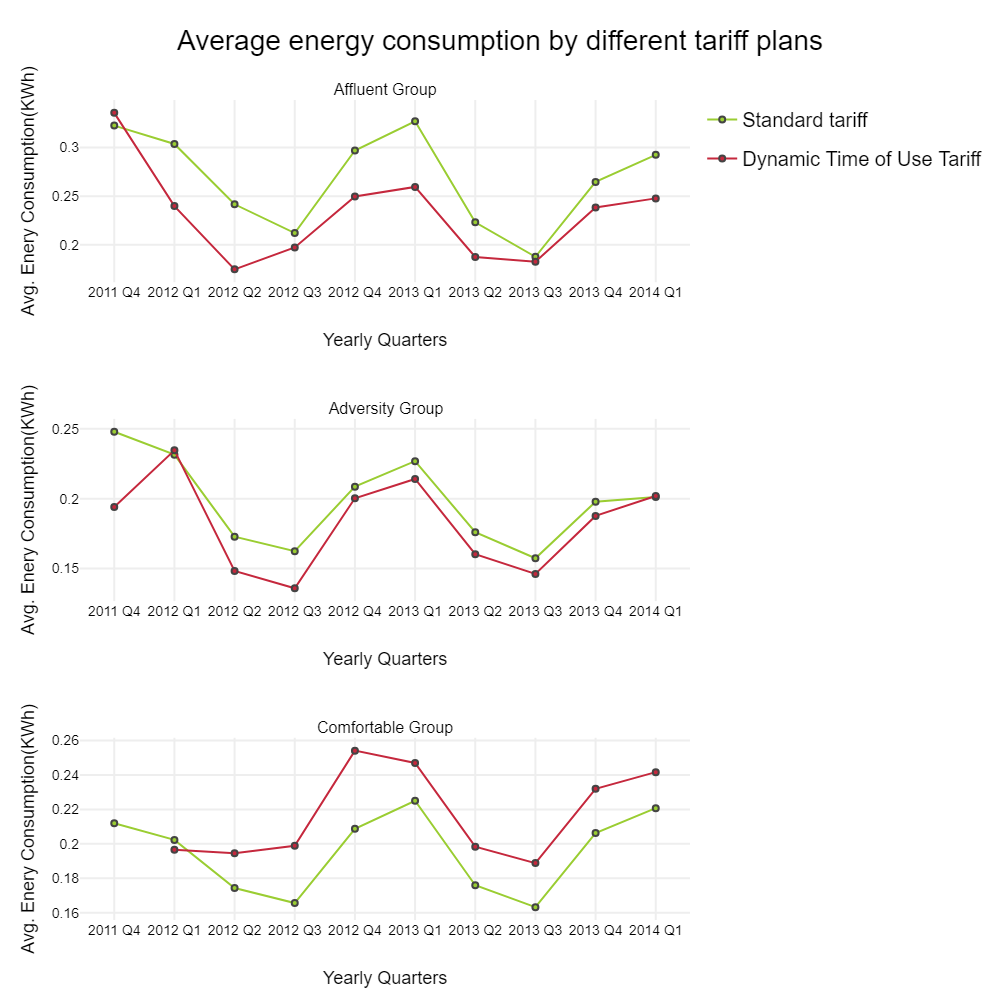 Average energy consumption by different tariff plans
Affluent Group
Standard tariff
Dynamic Time of Use Tariff
Avg. Enery Consumption(KWh)
0.3
0.25
0.2
2011 Q4 2012 Q1 2012 Q2 2012 Q3 2012 Q4 2013 Q1 2013 Q2 2013 Q3 2013 Q4 2014 Q1
Yearly Quarters
Adversity Group
Avg. Enery Consumption(KWh)
0.25
0.2
0.15
2011 Q4 2012 Q1 2012 Q2 2012 Q3 2012 Q4 2013 Q1 2013 Q2 2013 Q3 2013 Q4 2014 Q1
Yearly Quarters
Comfortable Group
Avg. Enery Consumption(KWh)
0.26
0.24
0.22
0.2
0.18
0.16
2011 Q4 2012 Q1 2012 Q2 2012 Q3 2012 Q4 2013 Q1 2013 Q2 2013 Q3 2013 Q4 2014 Q1
Yearly Quarters